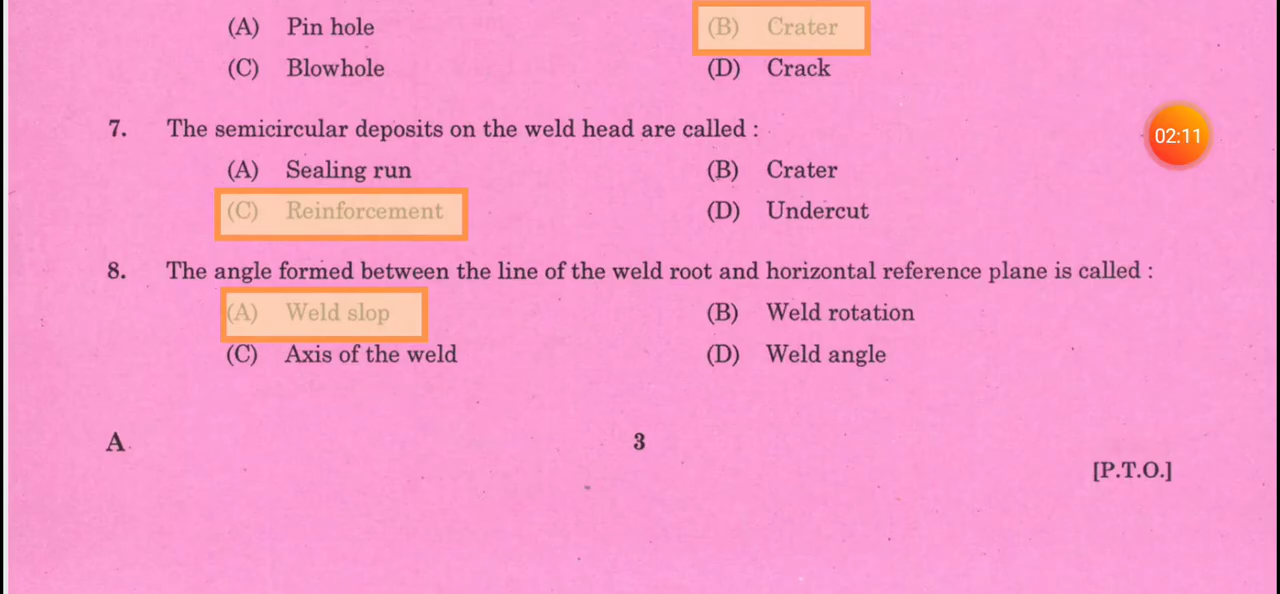 (A) Pin hole (B) Crater
(C) Blowhole (D) Crack
02:11
7. The semicircular deposits on the weld head are called :
(A) Sealing run (B) Crater
(C) Reinforcement (D) Undercut
8. The angle formed between the line of the weld root and horizontal reference plane is called :
(A) Weld slop (B) Weld rotation
(C) Axis of the weld (D) Weld angle
A 3
[P.T.O.]